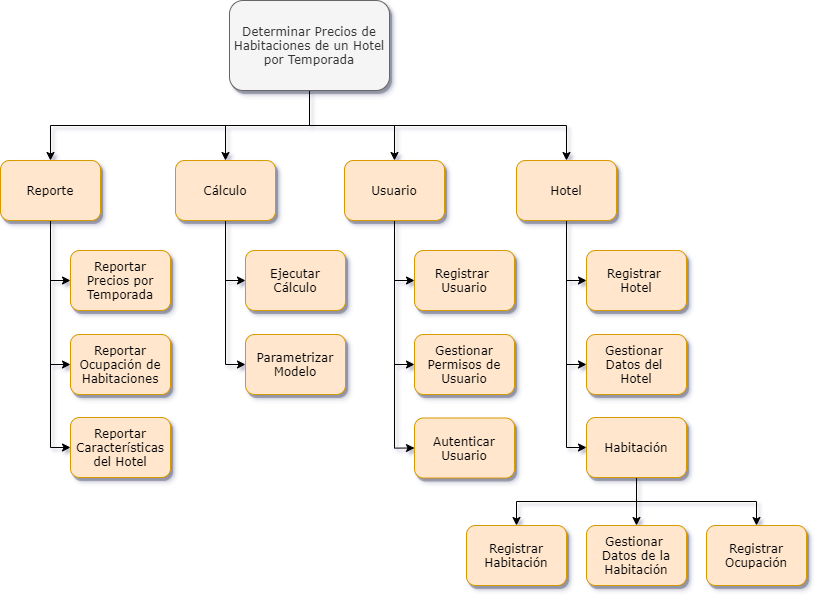 Determinar Precios de
Habitaciones de un Hotel
por Temporada
Reporte
Cálculo
Usuario
Hotel
Reportar
Precios por
Temporada
Ejecutar
Cálculo
Registrar
Usuario
Registrar
Hotel
Reportar
Ocupación de
Habitaciones
Parametrizar
Modelo
Gestionar
Permisos de
Usuario
Gestionar
Datos del
Hotel
Reportar
Características
del Hotel
Autenticar
Usuario
Habitación
Registrar
Habitación
Gestionar
Datos de la
Habitación
Registrar
Ocupación